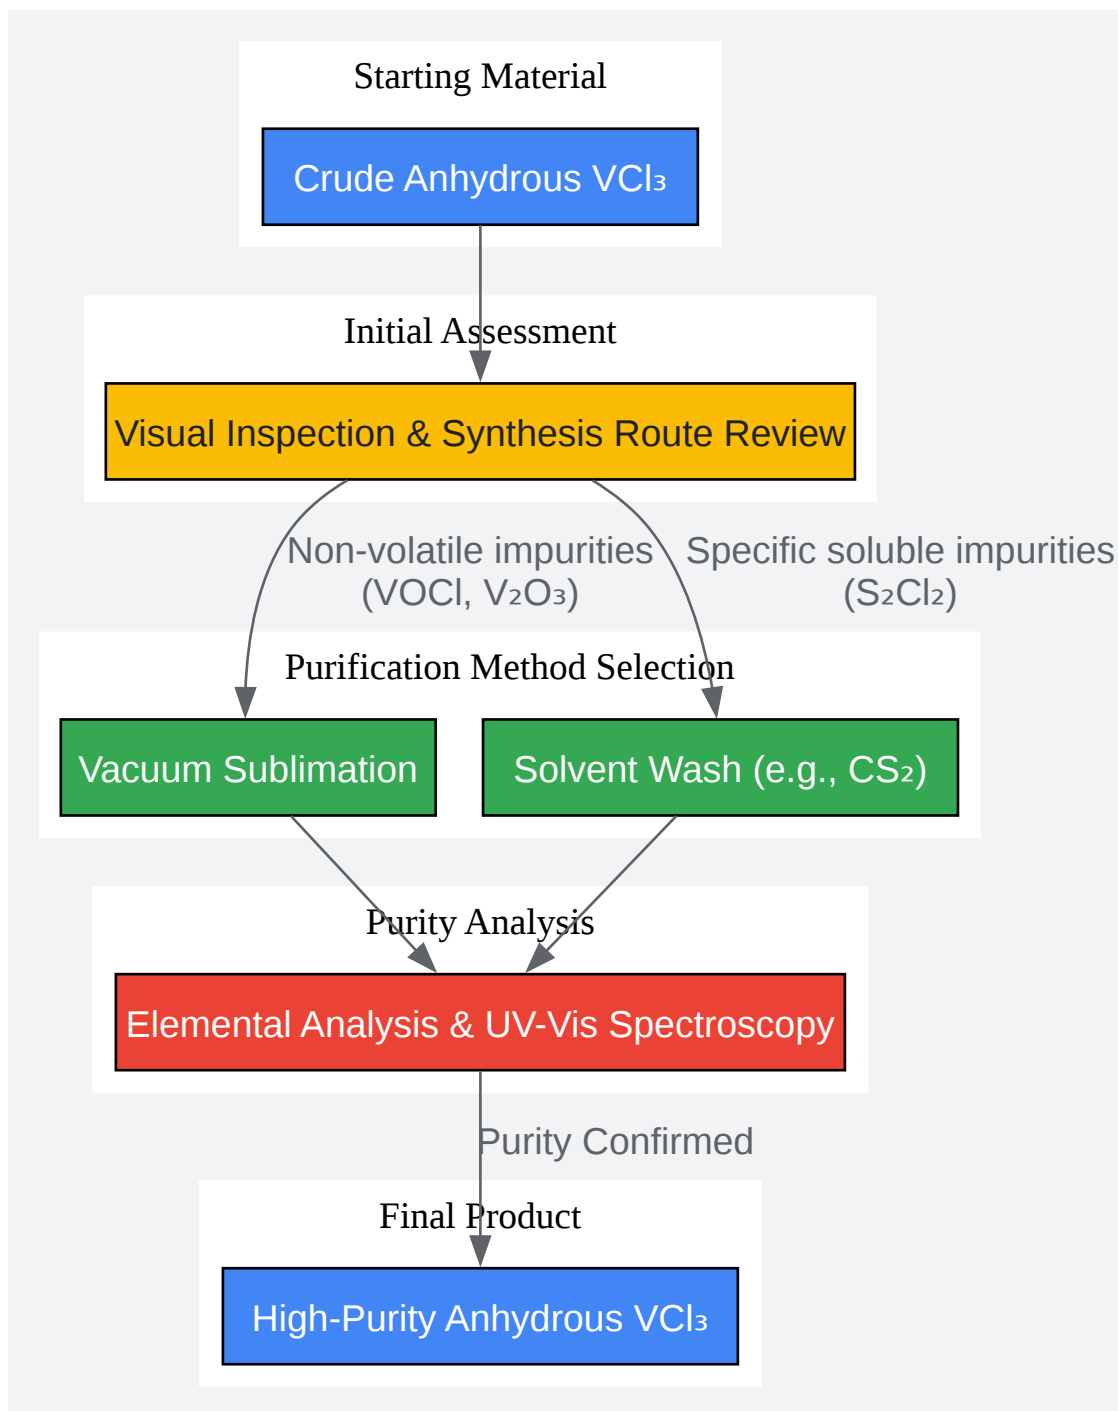 Starting Material
Crude Anhydrous VCl₃
Initial Assessment
Visual Inspection & Synthesis Route Review
Non-volatile impurities
(VOCl, V₂O₃)
Specific soluble impurities
(S₂Cl₂)
Purification Method Selection
Vacuum Sublimation
Solvent Wash (e.g., CS₂)
Purity Analysis
Elemental Analysis & UV-Vis Spectroscopy
Purity Confirmed
Final Product
High-Purity Anhydrous VCl₃